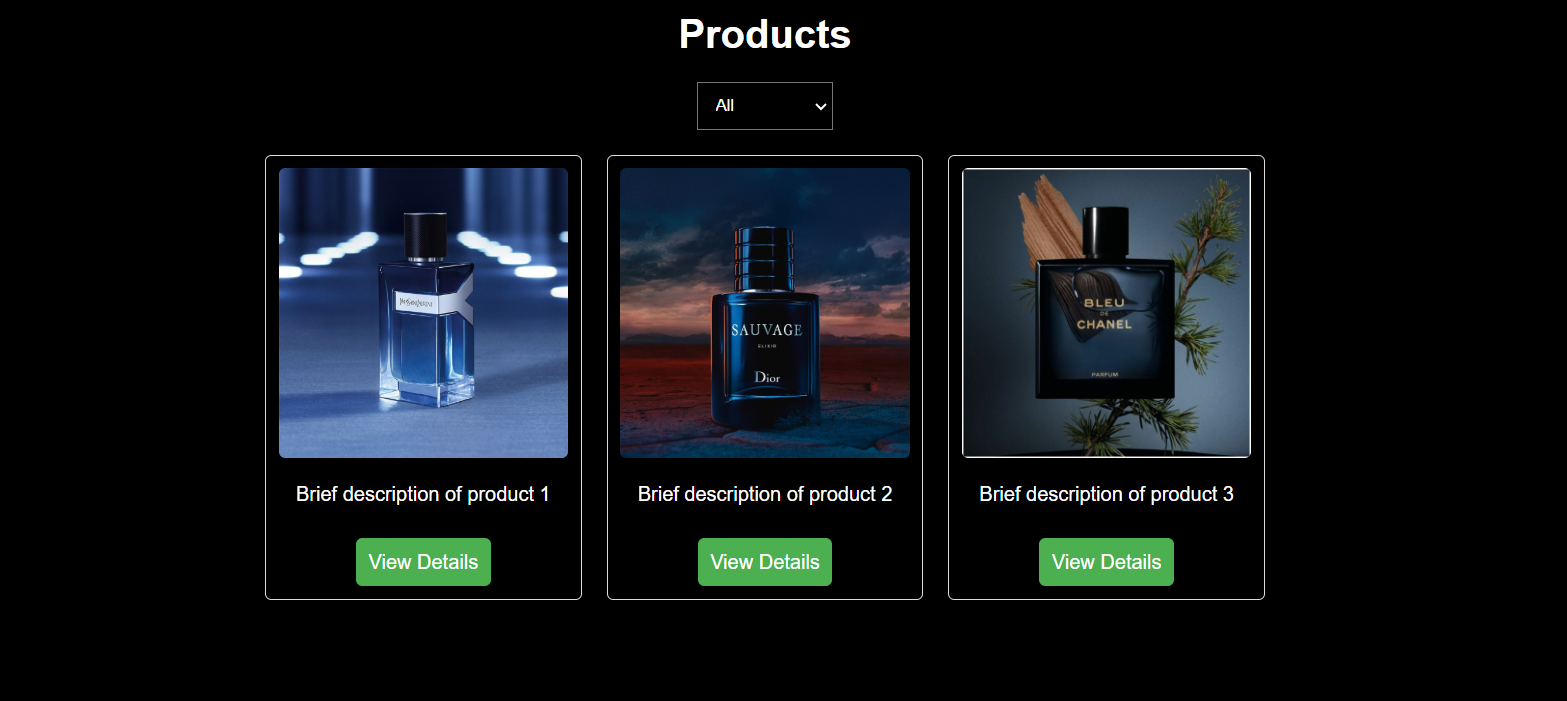 Products
All
YVESSAINTLAURENT
SAUVAGE
ELIXIR
Dior
BLEU
DE
CHANEL
PARFUM
Brief description of product 1
Brief description of product 2
Brief description of product 3
View Details
View Details
View Details